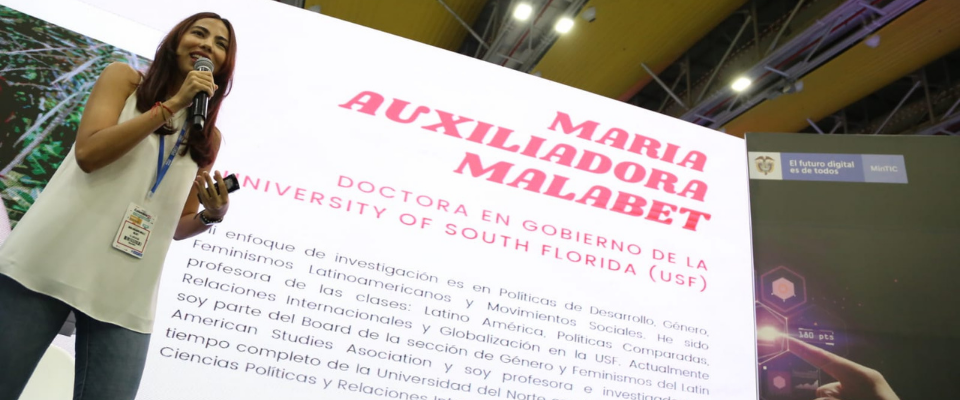 MARIA
AUXILIADORA
MALABET
DOCTORA EN GOBIERNO DE LA
UNIVERSITY OF SOUTH FLORIDA (USF)
enfoque de investigación es en Políticas de Desarrollo, Género,
Feminismos Latinoamericanos y Movimientos Sociales. He sido
profesora de las clases: Latino América, Políticas Comparadas,
Relaciones Internacionales y Globalización en la USF. Actualmente
soy parte del Board de la sección de Género y Feminismos del Latin
American Studies Asociation y soy profesora e
tiempo completo de la Universidad del Norte
Ciencias Políticas y Relaciones
El futuro digital
es de todos
MinTIC
180 pts